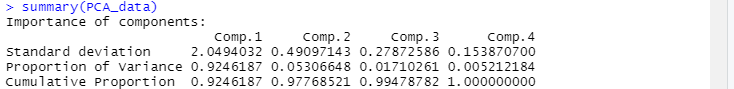 > summary(PCA_data)
Importance of components:
Comp.1 Comp.2 Comp.3 Comp.4
Standard deviation 2.0494032 0.49097143 0.27872586 0.153870700
Proportion of Variance 0.9246187 0.05306648 0.01710261 0.005212184
Cumulative Proportion 0.9246187 0.97768521 0.99478782 1.000000000